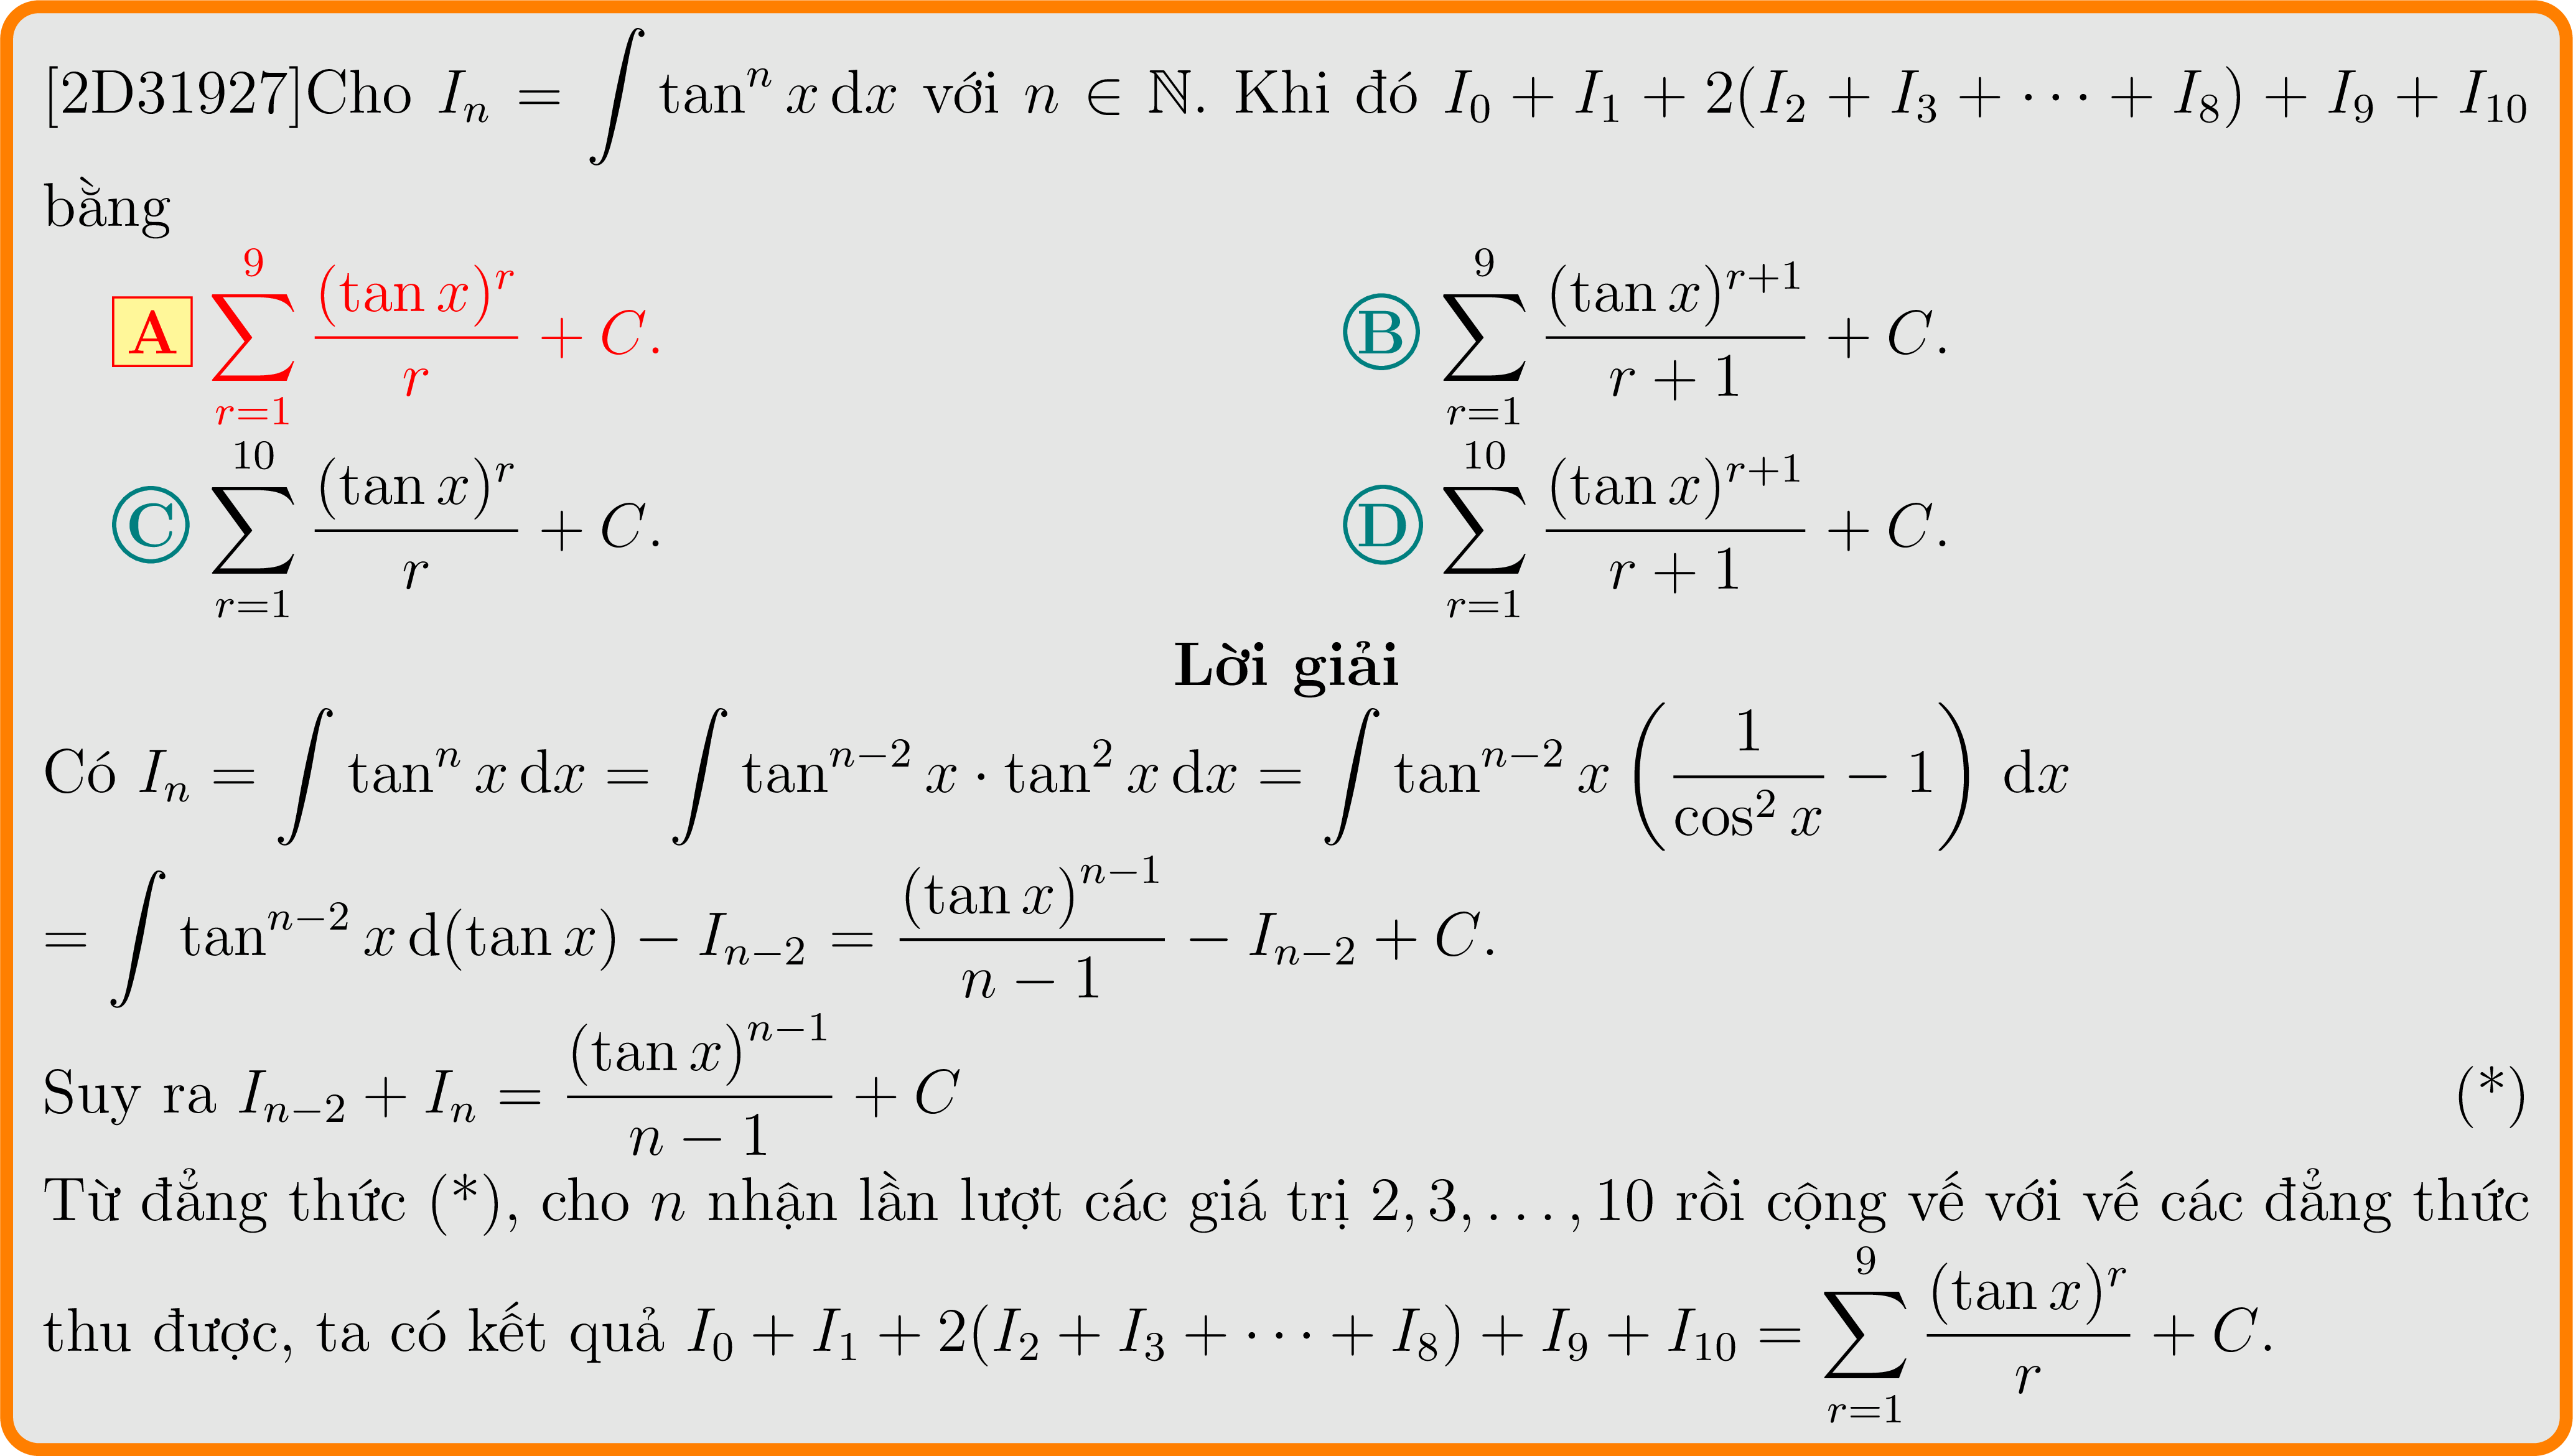 [2D31927]Cho $I_n = \int \tan^n x \, \mathrm{d}x$ với $n \in \mathbb{N}$. Khi đó $I_0 + I_1 + 2(I_2 + I_3 + \cdots + I_8) + I_9 + I_{10}$
bằng
A $\sum_{r=1}^{9} \frac{(\tan x)^r}{r} + C.$ B $\sum_{r=1}^{9} \frac{(\tan x)^{r+1}}{r+1} + C.$
C $\sum_{r=1}^{10} \frac{(\tan x)^r}{r} + C.$ D $\sum_{r=1}^{10} \frac{(\tan x)^{r+1}}{r+1} + C.$
Lời giải
Có $I_n = \int \tan^n x \, \mathrm{d}x = \int \tan^{n-2} x \cdot \tan^2 x \, \mathrm{d}x = \int \tan^{n-2} x \left( \frac{1}{\cos^2 x} - 1 \right) \mathrm{d}x$
$= \int \tan^{n-2} x \, \mathrm{d}(\tan x) - I_{n-2} = \frac{(\tan x)^{n-1}}{n-1} - I_{n-2} + C.$
Suy ra $I_{n-2} + I_n = \frac{(\tan x)^{n-1}}{n-1} + C$ (*)
Từ đẳng thức (*), cho $n$ nhận lần lượt các giá trị $2, 3, \ldots, 10$ rồi cộng vế với vế các đẳng thức
thu được, ta có kết quả $I_0 + I_1 + 2(I_2 + I_3 + \cdots + I_8) + I_9 + I_{10} = \sum_{r=1}^{9} \frac{(\tan x)^r}{r} + C.$